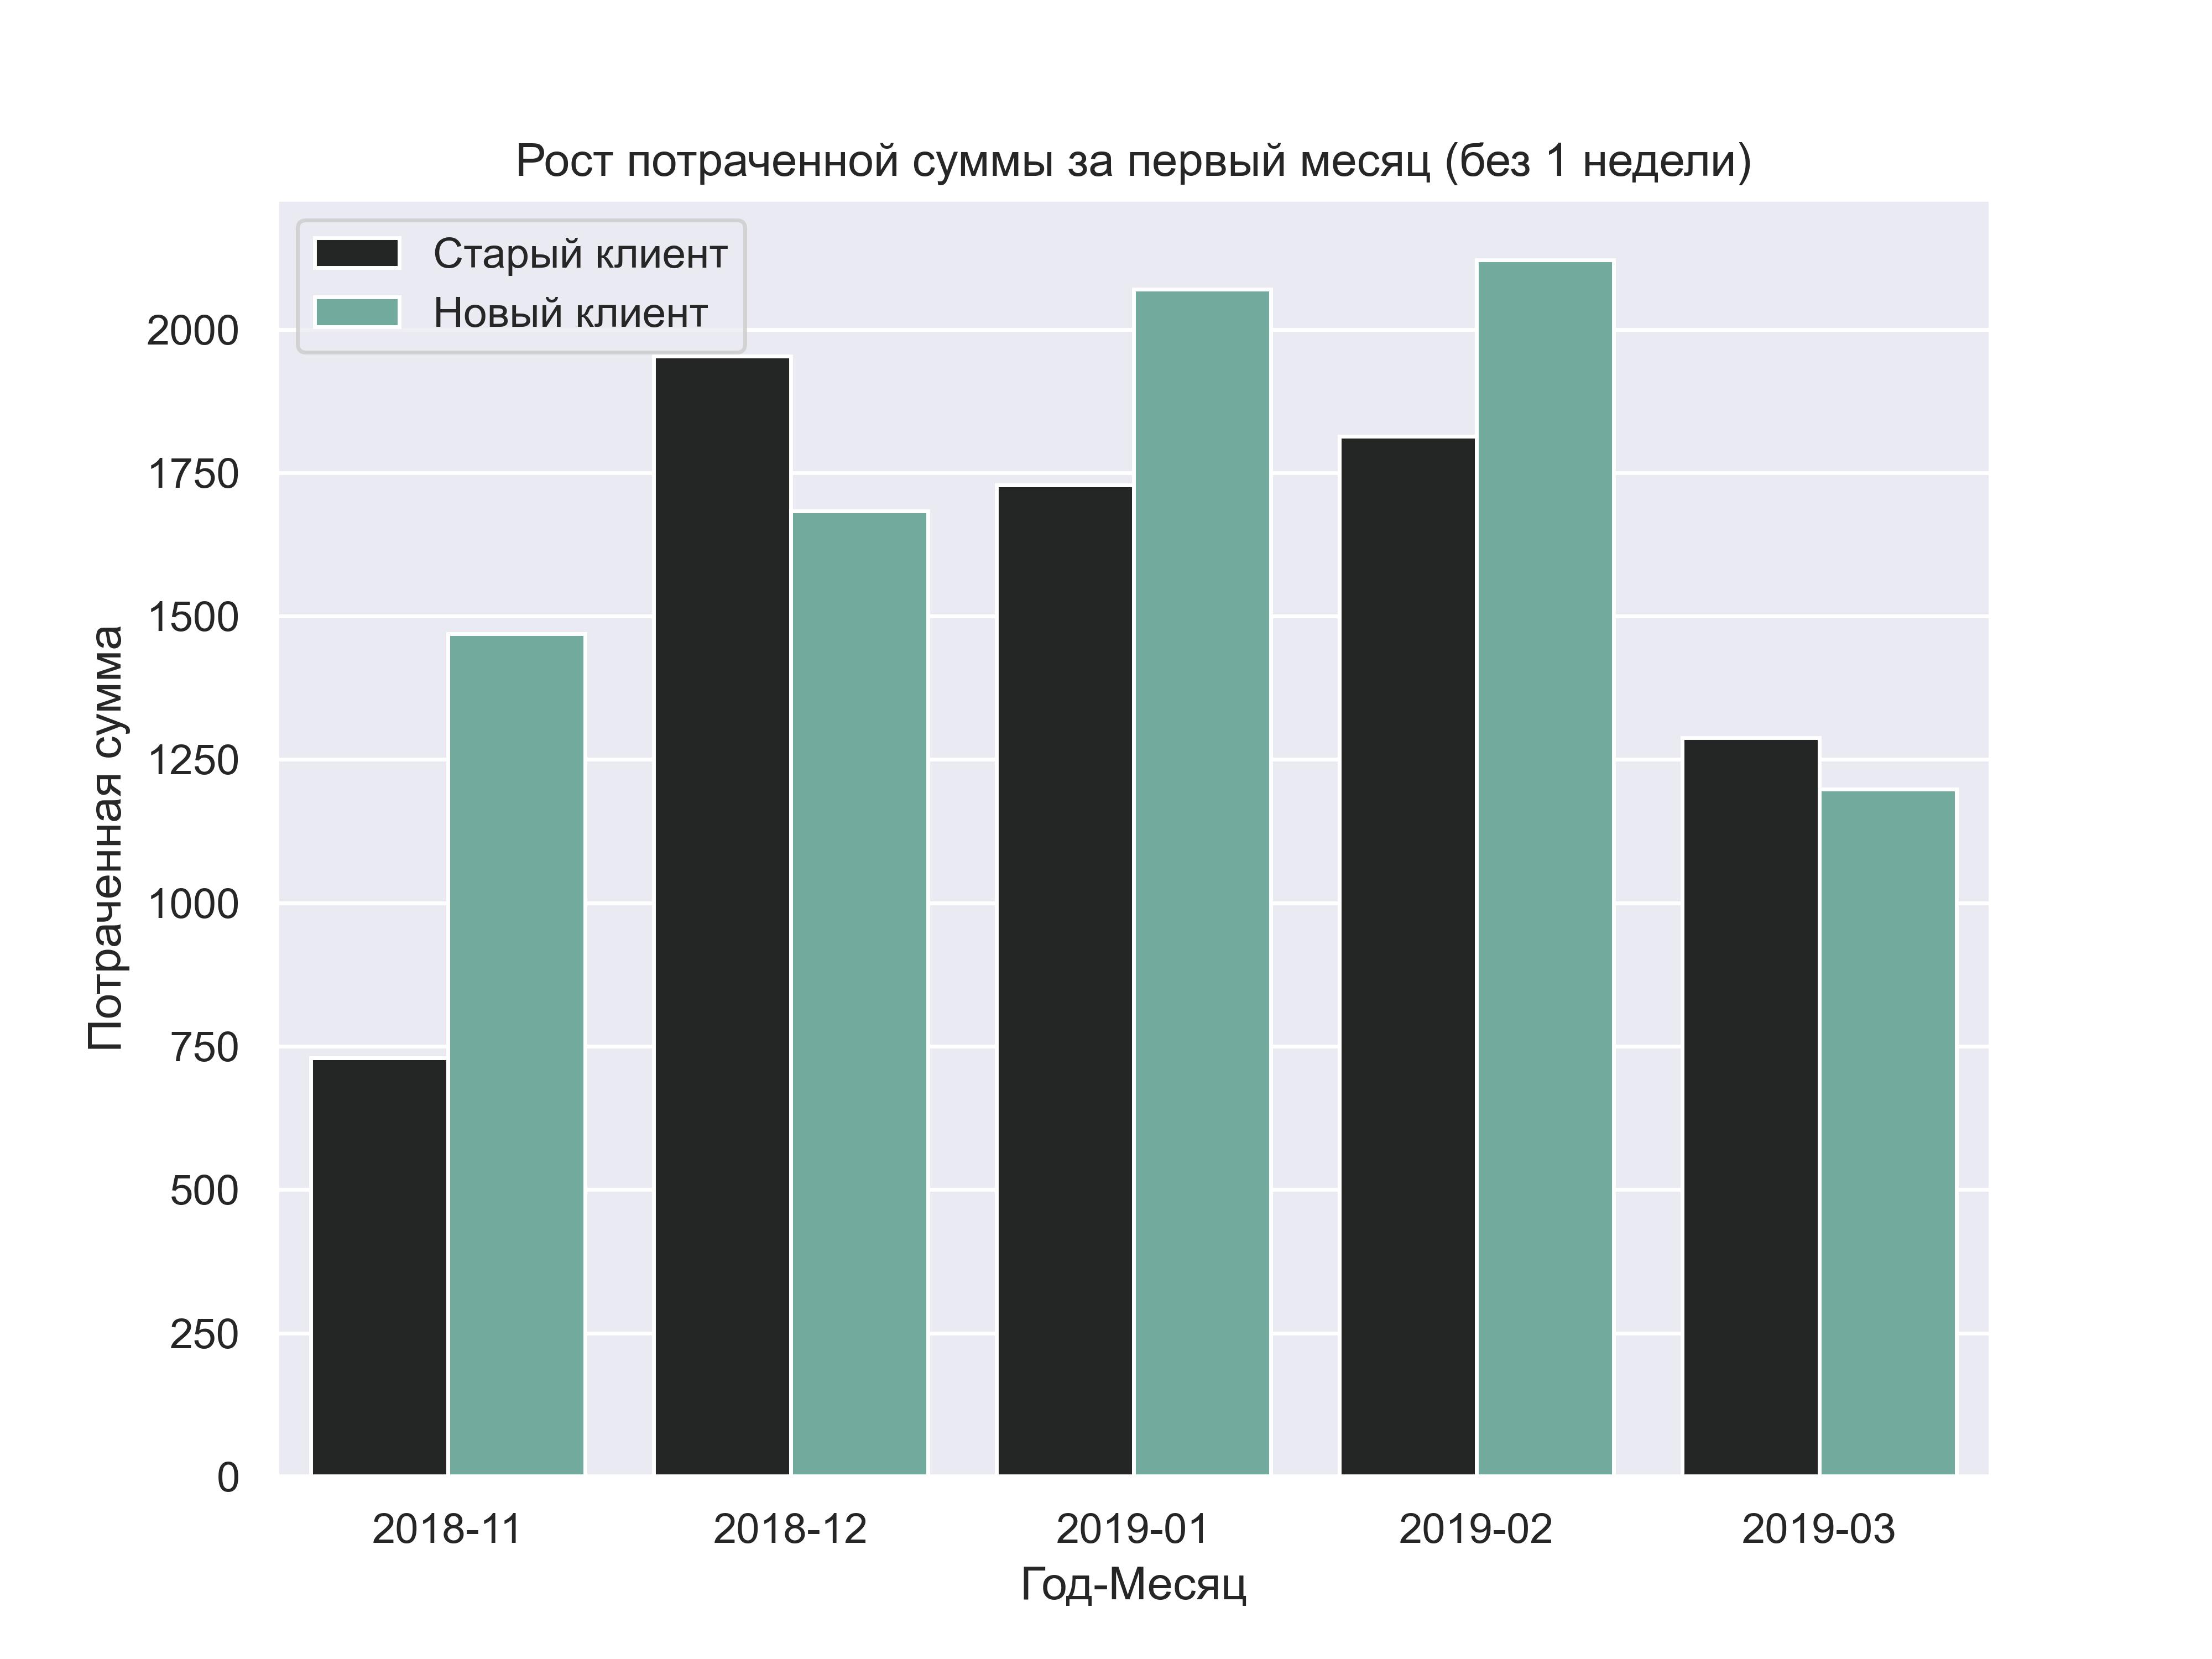 Рост потраченной суммы за первый месяц (без 1 недели)
Старый клиент
Новый клиент
2000
1750
1500
1250
1000
750
500
250
0
Потраченная сумма
2018-11 2018-12 2019-01 2019-02 2019-03
Год-Месяц